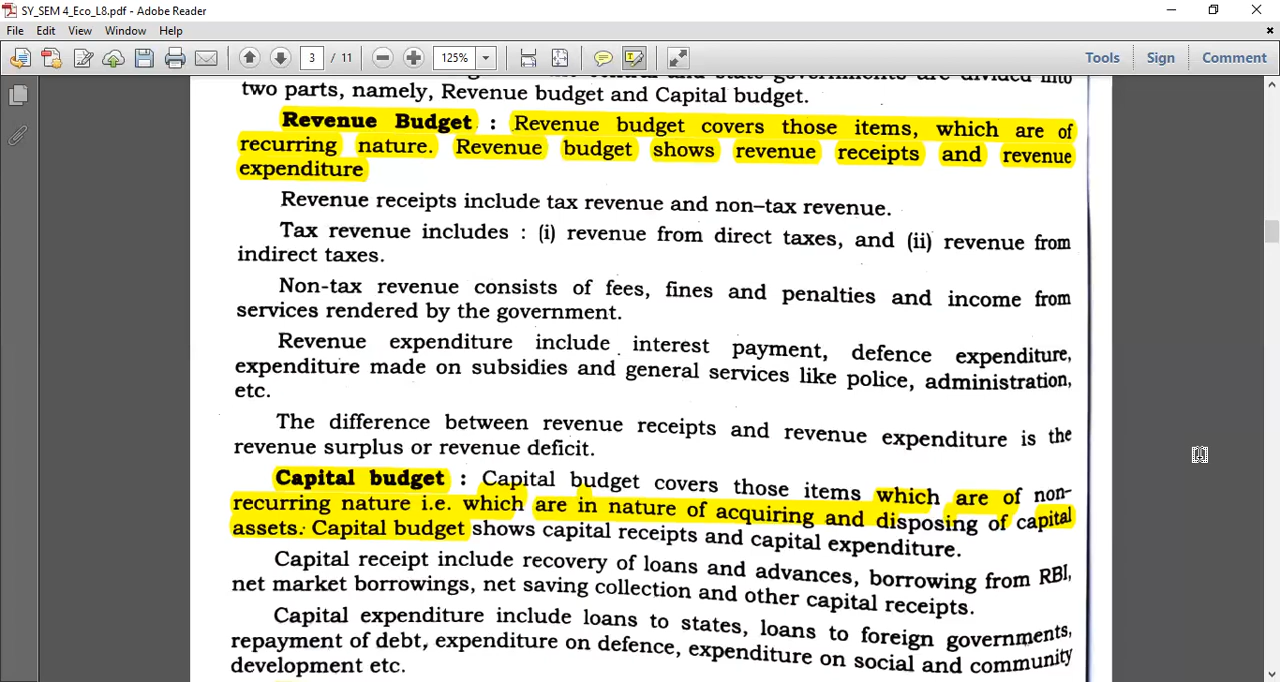 SY_SEM 4_Eco_L8.pdf - Adobe Reader
File Edit View Window Help
3 / 11 125% Tools Sign Comment
and state governments are divided into
two parts, namely, Revenue budget and Capital budget.
Revenue Budget : Revenue budget covers those items, which are of
recurring nature. Revenue budget shows revenue receipts and revenue
expenditure
Revenue receipts include tax revenue and non–tax revenue.
Tax revenue includes : (i) revenue from direct taxes, and (ii) revenue from
indirect taxes.
Non-tax revenue consists of fees, fines and penalties and income from
services rendered by the government.
Revenue expenditure include interest payment, defence expenditure,
expenditure made on subsidies and general services like police, administration,
etc.
The difference between revenue receipts and revenue expenditure is the
revenue surplus or revenue deficit.
Capital budget : Capital budget covers those items which are of non-
recurring nature i.e. which are in nature of acquiring and disposing of capital
assets. Capital budget shows capital receipts and capital expenditure.
Capital receipt include recovery of loans and advances, borrowing from RBI,
net market borrowings, net saving collection and other capital receipts.
Capital expenditure include loans to states, loans to foreign governments,
repayment of debt, expenditure on defence, expenditure on social and community
development etc.